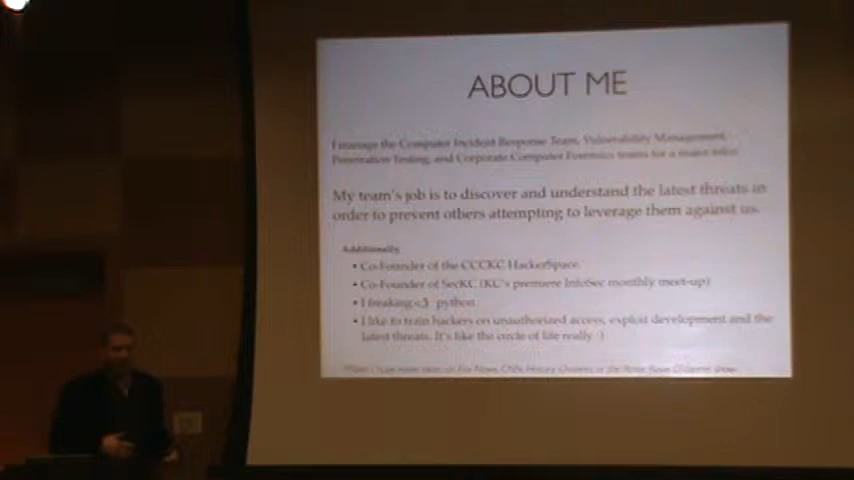 ABOUT ME
I manage the Computer Incident Response Team, Vulnerability Management,
Penetration Testing, and Corporate Computer Forensics teams for a major telco.
My team's job is to discover and understand the latest threats in
order to prevent others attempting to leverage them against us.
Additionally
• Co-Founder of the CCCKC HackerSpace
• Co-Founder of SecKC (KC's premiere InfoSec monthly meet-up)
• I freaking <3 python
• I like to train hackers on unauthorized access, exploit development and the
latest threats. It's like the circle of life really :)